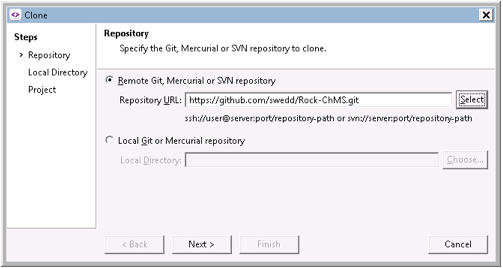 Clone
Steps
> Repository
Local Directory
Project
Repository
Specify the Git, Mercurial or SVN repository to clone.
Remote Git, Mercurial or SVN repository
Repository URL: https://github.com/swedd/Rock-ChMS.git Select
ssh://user@server:port/repository-path or svn://server:port/repository-path
Local Git or Mercurial repository
Local Directory: Choose...
< Back Next > Finish Cancel